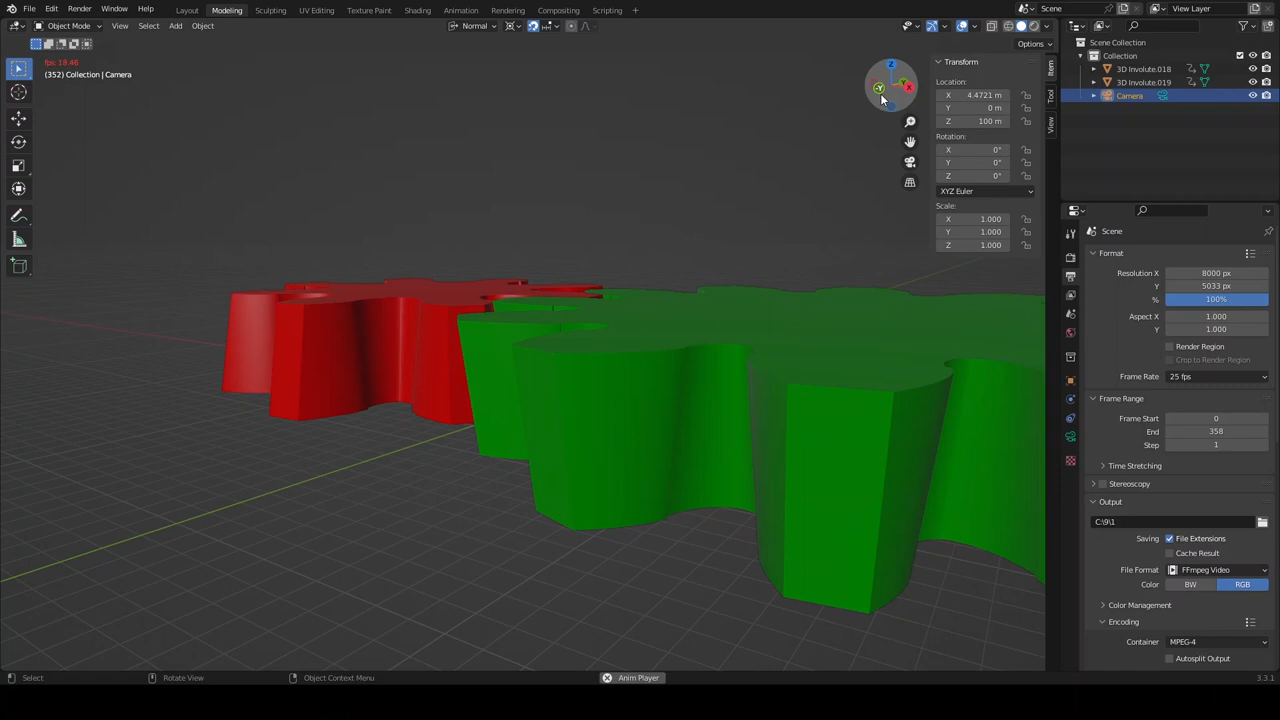 File Edit Render Window Help Layout Modeling Sculpting UV Editing Texture Paint Shading Animation Rendering Compositing Scripting + Scene View Layer
Object Mode View Select Add Object Normal
Options
fps: 18.46
(352) Collection | Camera
Z
Y
-Y
X
Transform
Location:
X 4.4721 m
Y 0 m
Z 100 m
Rotation:
X 0°
Y 0°
Z 0°
XYZ Euler
Scale:
X 1.000
Y 1.000
Z 1.000
Item
Tool
View
Scene Collection
Collection
3D Involute.018
3D Involute.019
Camera
Scene
Format
Resolution X 8000 px
Y 5033 px
% 100%
Aspect X 1.000
Y 1.000
Render Region
Crop to Render Region
Frame Rate 25 fps
Frame Range
Frame Start 0
End 358
Step 1
Time Stretching
Stereoscopy
Output
C:\9\1
Saving File Extensions
Cache Result
File Format FFmpeg Video
Color BW RGB
Color Management
Encoding
Container MPEG-4
Autosplit Output
Select Rotate View Object Context Menu Anim Player 3.3.1